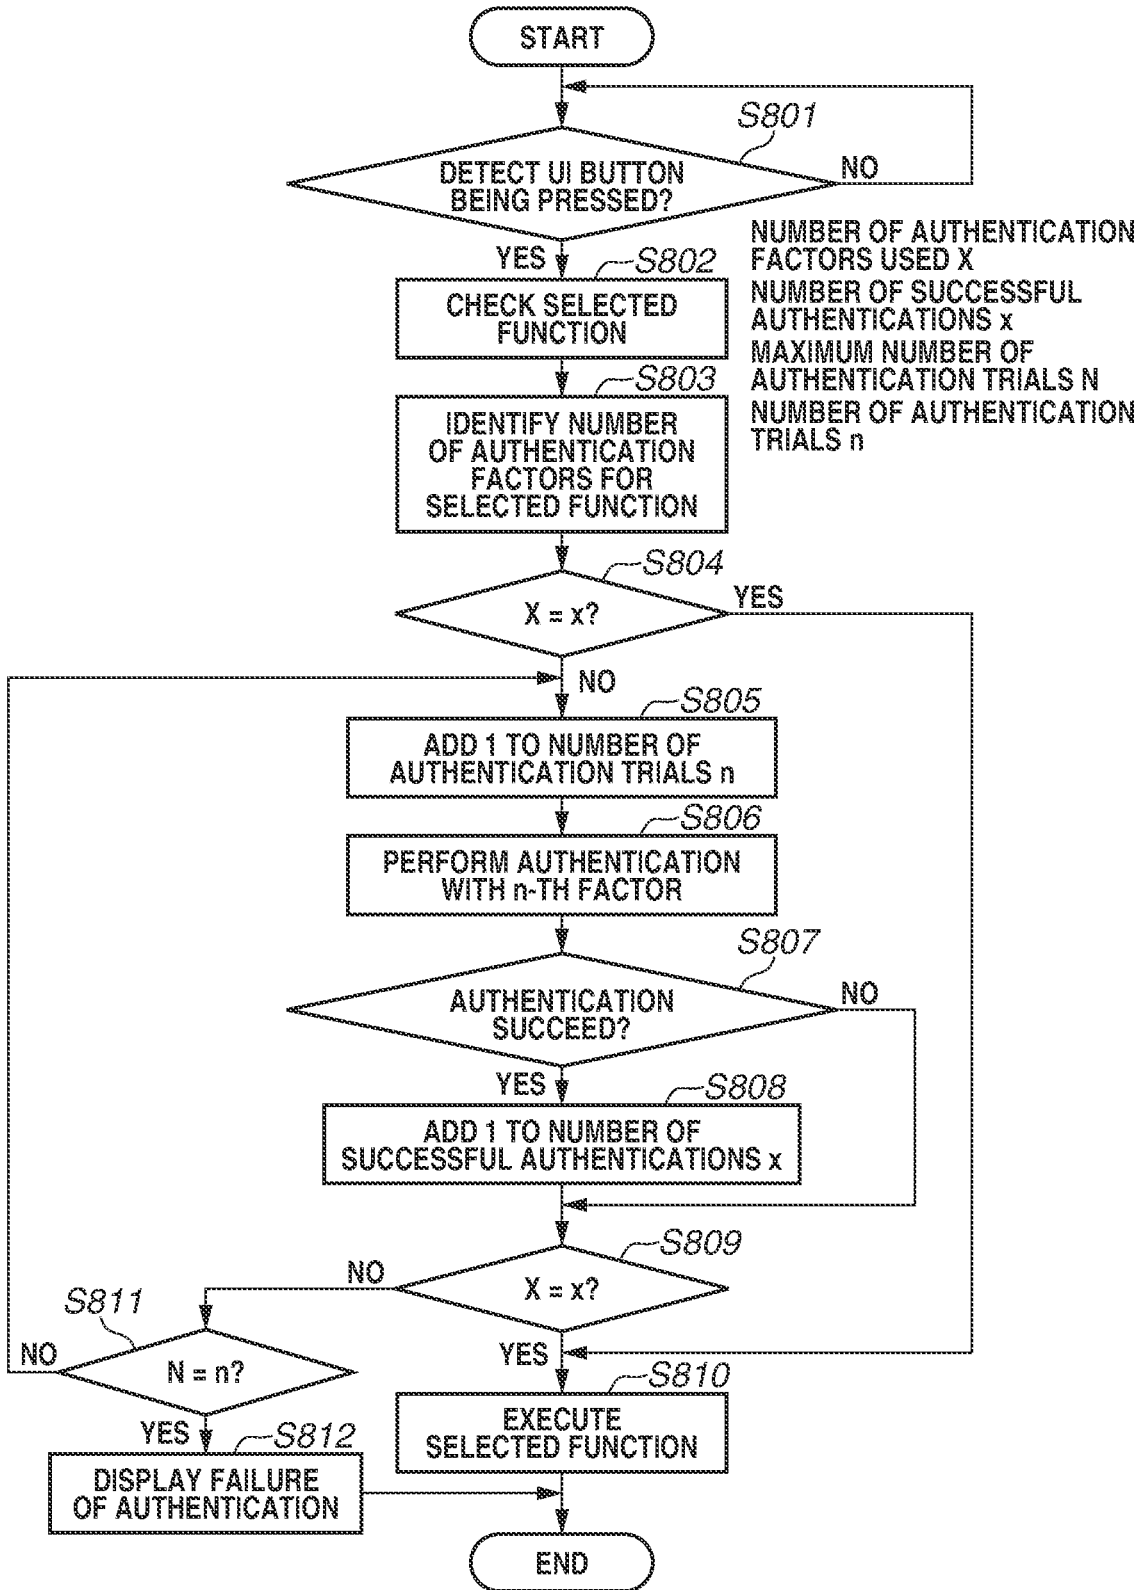 START
S801
DETECT UI BUTTON
BEING PRESSED?
NO
NUMBER OF AUTHENTICATION
FACTORS USED X
NUMBER OF SUCCESSFUL
AUTHENTICATIONS x
MAXIMUM NUMBER OF
AUTHENTICATION TRIALS N
NUMBER OF AUTHENTICATION
TRIALS n
YES
S802
CHECK SELECTED
FUNCTION
S803
IDENTIFY NUMBER
OF AUTHENTICATION
FACTORS FOR
SELECTED FUNCTION
S804
X = x?
YES
NO
S805
ADD 1 TO NUMBER OF
AUTHENTICATION TRIALS n
S806
PERFORM AUTHENTICATION
WITH n-TH FACTOR
S807
AUTHENTICATION
SUCCEED?
NO
YES
S808
ADD 1 TO NUMBER OF
SUCCESSFUL AUTHENTICATIONS x
S809
X = x?
NO
S811
N = n?
NO
YES
YES
S810
EXECUTE
SELECTED FUNCTION
S812
DISPLAY FAILURE
OF AUTHENTICATION
END